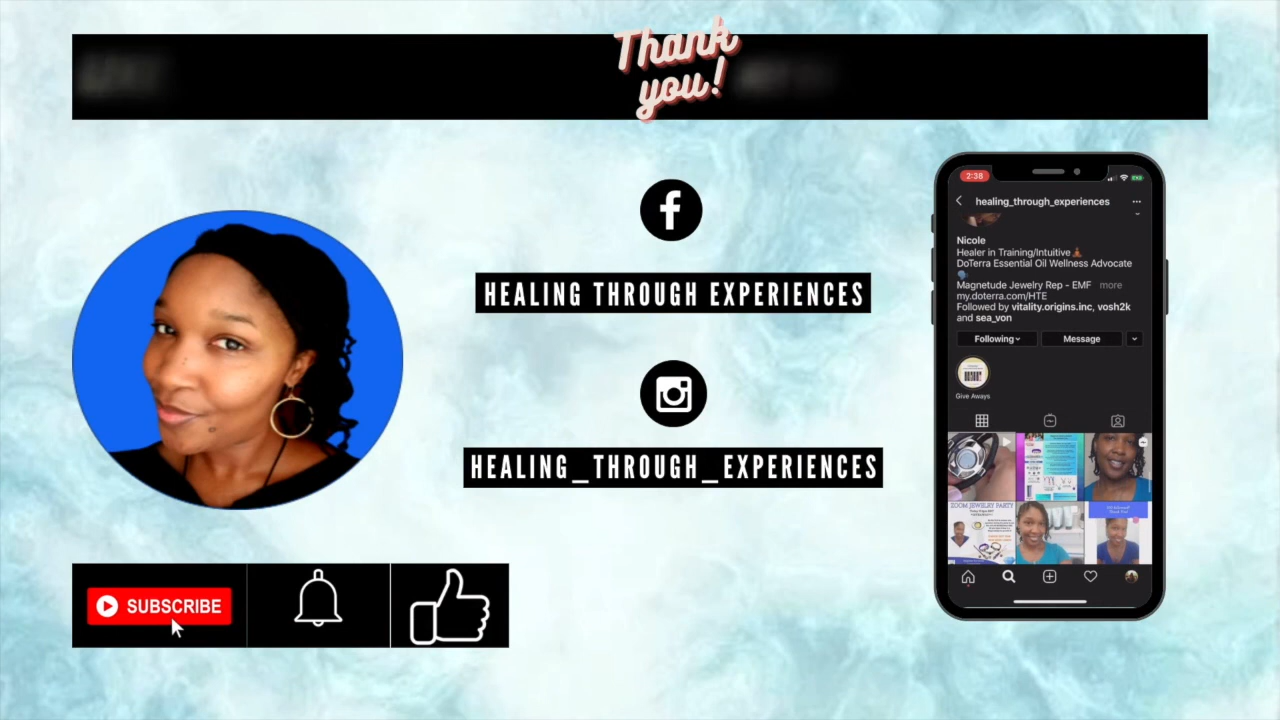 Thank
you!
HEALING THROUGH EXPERIENCES
HEALING_THROUGH_EXPERIENCES
SUBSCRIBE
2:38
healing_through_experiences
Nicole
Healer in Training/Intuitive
DoTerra Essential Oil Wellness Advocate
Magnetude Jewelry Rep - EMF more
my.doterra.com/HTE
Followed by vitality.origins.inc, vosh2k
and sea_von
Following
Message
Give Aways
ZOOM JEWELRY PARTY